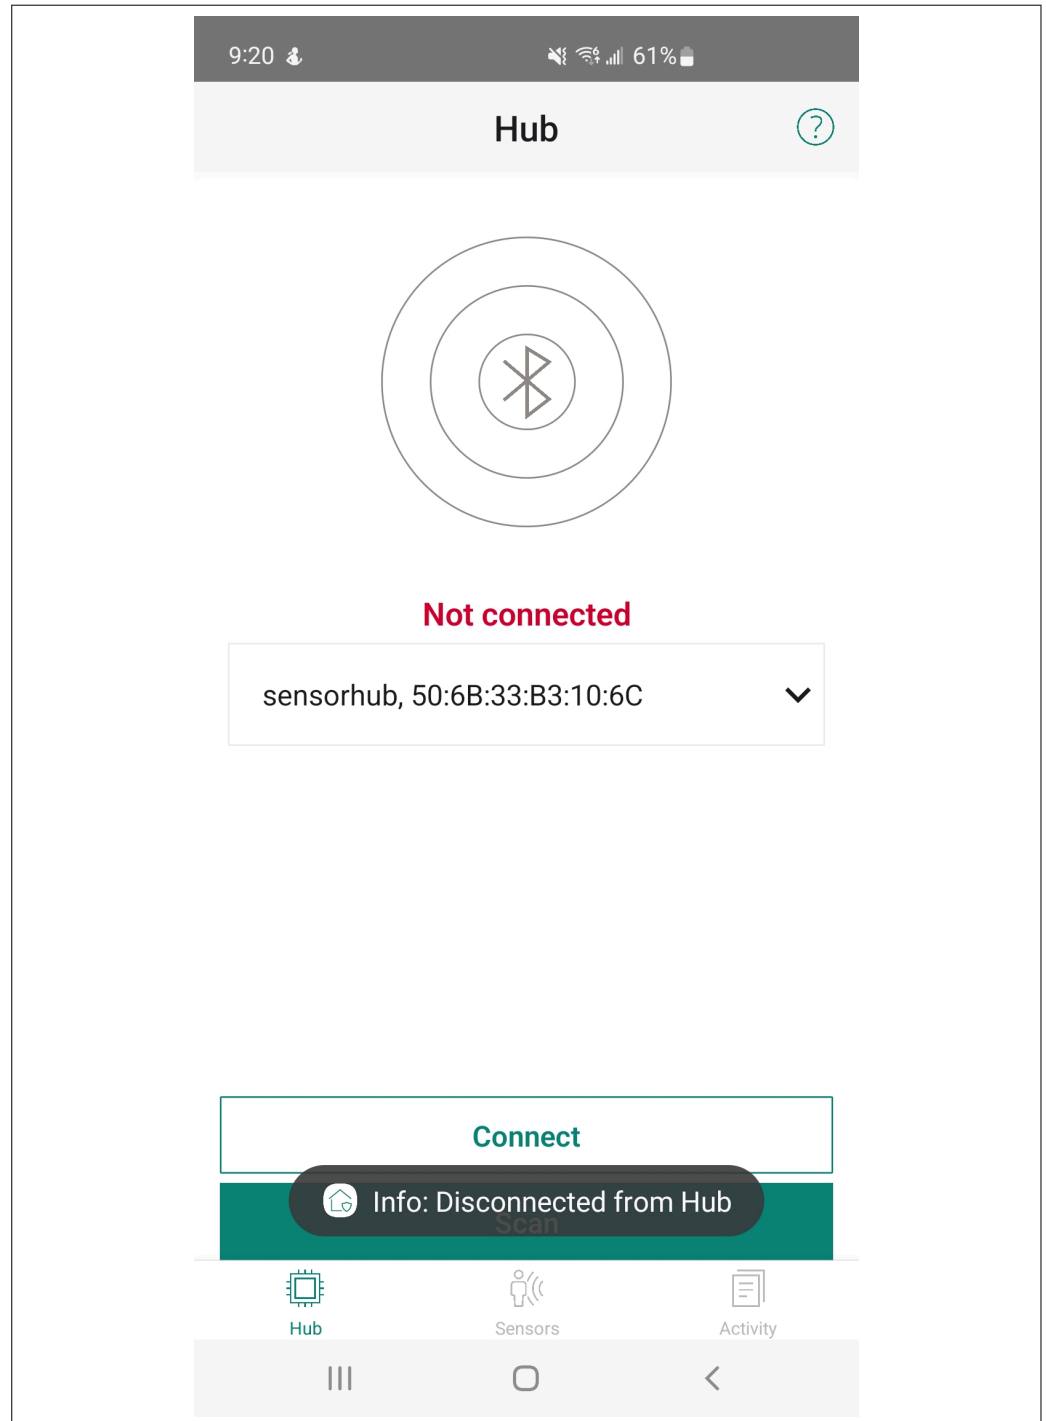 9:20 61%
Hub
?
Not connected
sensorhub, 50:6B:33:B3:10:6C
Connect
Info: Disconnected from Hub
Scan
Hub Sensors Activity